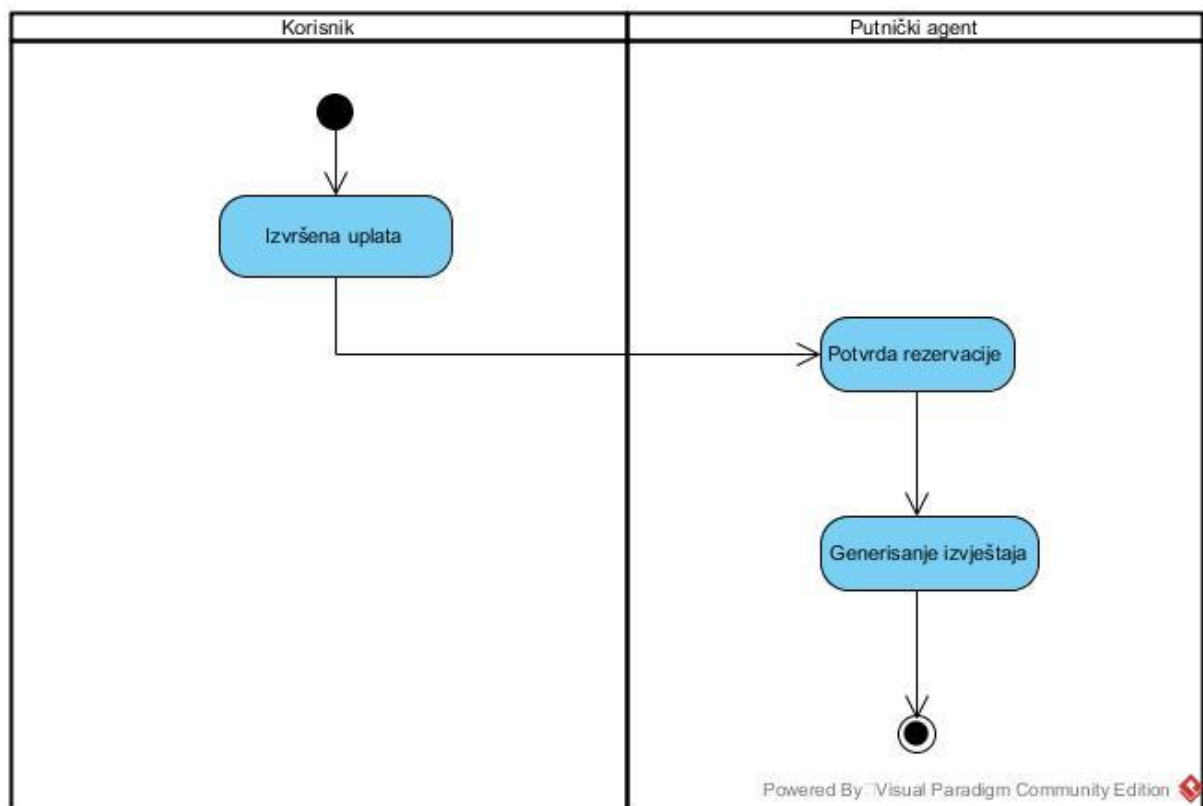 Korisnik
Putnički agent
Izvršena uplata
Potvrda rezervacije
Generisanje izvještaja
Powered By Visual Paradigm Community Edition